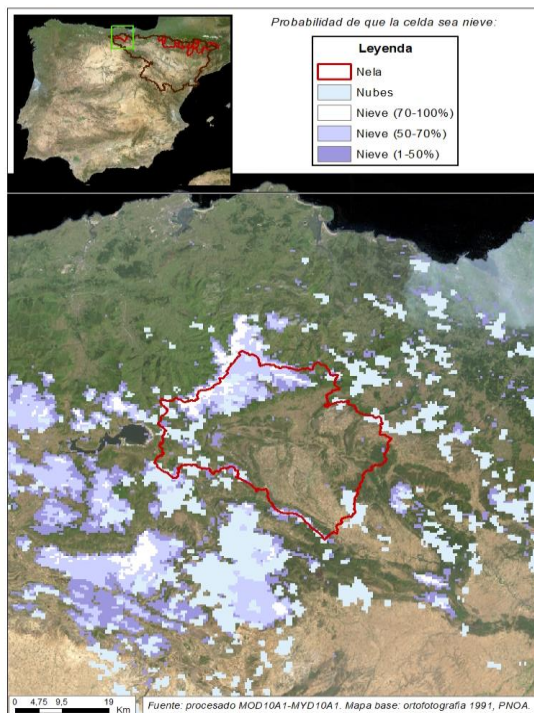 Probabilidad de que la celda sea nieve:
Leyenda
Nela
Nubes
Nieve (70-100%)
Nieve (50-70%)
Nieve (1-50%)
0 4,75 9,5 19
Km
Fuente: procesado MOD10A1-MYD10A1. Mapa base: ortofotografía 1991, PNOA.